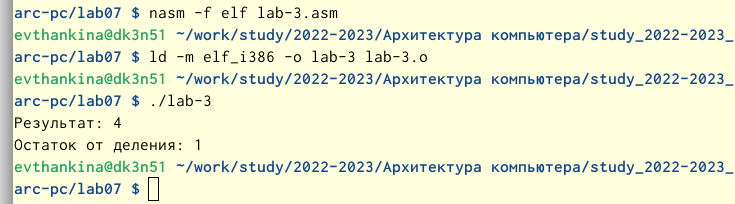 arc-pc/lab07 $ nasm -f elf lab-3.asm
evthankina@dk3n51 ~/work/study/2022-2023/Архитектура компьютера/study_2022-2023_
arc-pc/lab07 $ ld -m elf_i386 -o lab-3 lab-3.o
evthankina@dk3n51 ~/work/study/2022-2023/Архитектура компьютера/study_2022-2023_
arc-pc/lab07 $ ./lab-3
Результат: 4
Остаток от деления: 1
evthankina@dk3n51 ~/work/study/2022-2023/Архитектура компьютера/study_2022-2023_
arc-pc/lab07 $